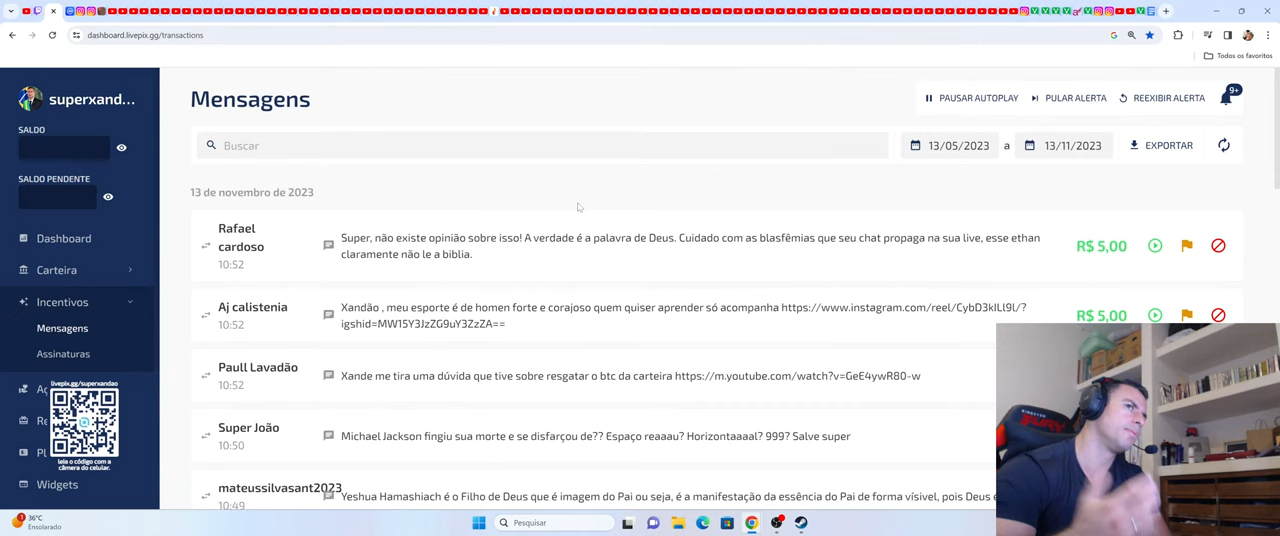 dashboard.livepix.gg/transactions
Todos os favoritos
superxand...
SALDO
SALDO PENDENTE
Dashboard
Carteira
Incentivos
Mensagens
Assinaturas
livepix.gg/superxandao
leia o código com a
câmera do celular.
Widgets
Mensagens
PAUSAR AUTOPLAY
PULAR ALERTA
REEXIBIR ALERTA
9+
Buscar
13/05/2023 a 13/11/2023
EXPORTAR
13 de novembro de 2023
Rafael
cardoso
10:52
Super, não existe opinião sobre isso! A verdade é a palavra de Deus. Cuidado com as blasfêmias que seu chat propaga na sua live, esse ethan
claramente não le a biblia.
R$ 5,00
Aj calistenia
10:52
Xandão , meu esporte é de homen forte e corajoso quem quiser aprender só acompanha https://www.instagram.com/reel/CybD3kILl9l/?
igshid=MW15Y3JzZG9uY3ZzZA==
R$ 5,00
Paull Lavadão
10:52
Xande me tira uma dúvida que tive sobre resgatar o btc da carteira https://m.youtube.com/watch?v=GeE4ywR80-w
Super João
10:50
Michael Jackson fingiu sua morte e se disfarçou de?? Espaço reaaau? Horizontaaaal? 999? Salve super
mateussilvasant2023
10:49
Yeshua Hamashiach é o Filho de Deus que é imagem do Pai ou seja, é a manifestação da essência do Pai de forma vísivel, pois Deus é
KINGSTON
FURY
36°C
Ensolarado
Pesquisar